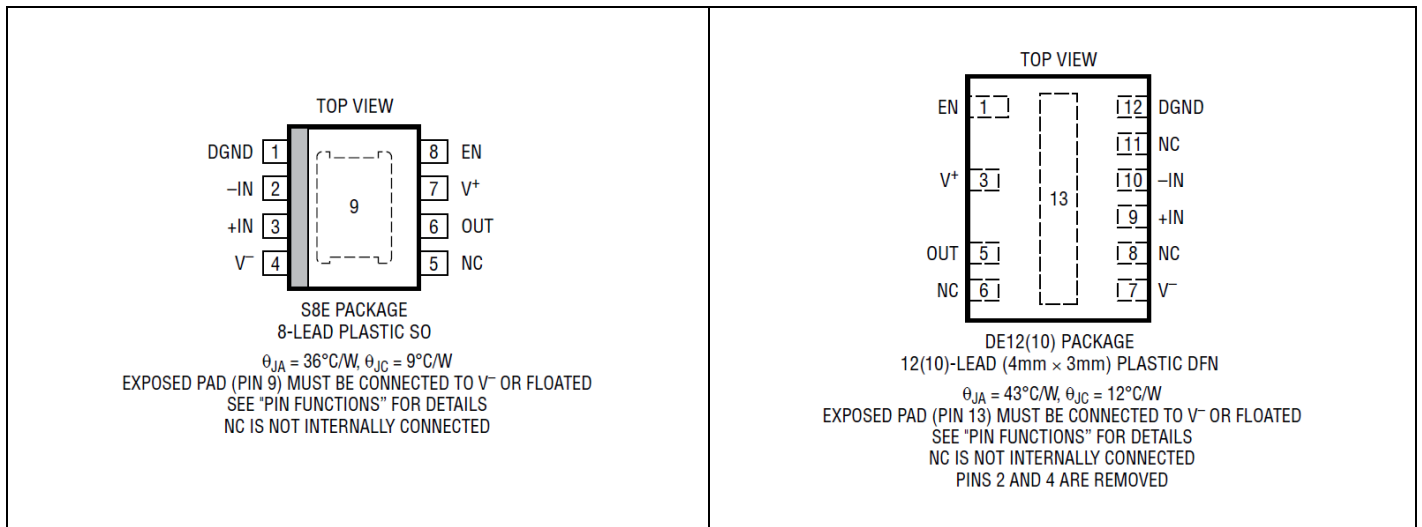 TOP VIEW
DGND 1 8 EN
–IN 2 7 V⁺
+IN 3 6 OUT
V⁻ 4 5 NC
9
S8E PACKAGE
8-LEAD PLASTIC SO
θJA = 36°C/W, θJC = 9°C/W
EXPOSED PAD (PIN 9) MUST BE CONNECTED TO V⁻ OR FLOATED
SEE "PIN FUNCTIONS” FOR DETAILS
NC IS NOT INTERNALLY CONNECTED
TOP VIEW
EN 1 12 DGND
11 NC
V⁺ 3 10 –IN
13
9 +IN
OUT 5 8 NC
NC 6 7 V⁻
DE12(10) PACKAGE
12(10)-LEAD (4mm × 3mm) PLASTIC DFN
θJA = 43°C/W, θJC = 12°C/W
EXPOSED PAD (PIN 13) MUST BE CONNECTED TO V⁻ OR FLOATED
SEE "PIN FUNCTIONS” FOR DETAILS
NC IS NOT INTERNALLY CONNECTED
PINS 2 AND 4 ARE REMOVED